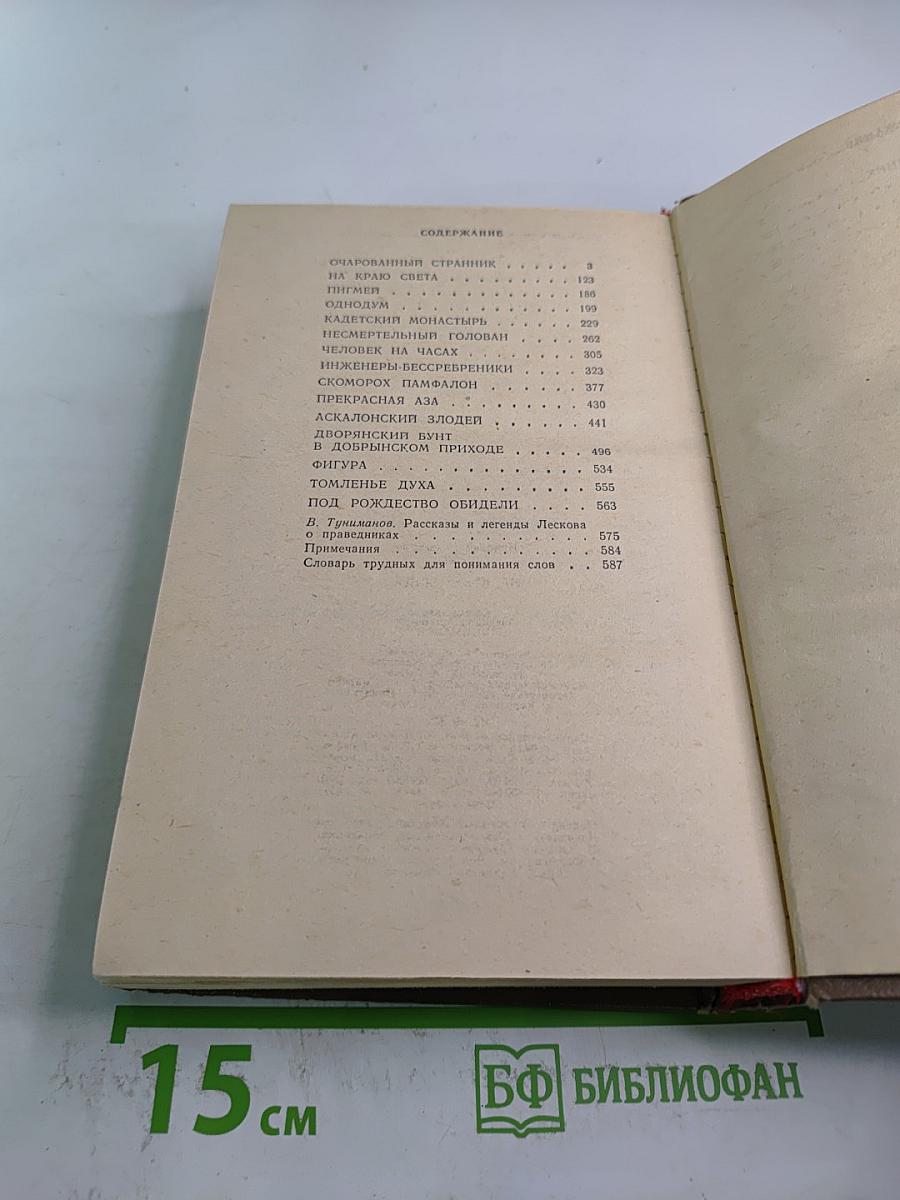 СОДЕРЖАНИЕ
ОЧАРОВАННЫЙ СТРАННИК . . . . . 3
НА КРАЮ СВЕТА . . . . . . . . . 123
ПИГМЕЙ . . . . . . . . . . . . . 186
ОДНОДУМ . . . . . . . . . . . . 199
КАДЕТСКИЙ МОНАСТЫРЬ . . . . . . 229
НЕСМЕРТЕЛЬНЫЙ ГОЛОВАН . . . . 262
ЧЕЛОВЕК НА ЧАСАХ . . . . . . . . 305
ИНЖЕНЕРЫ-БЕССРЕБРЕНИКИ . . . . 323
СКОМОРОХ ПАМФАЛОН . . . . . . 377
ПРЕКРАСНАЯ АЗА . . . . . . . . . 430
АСКАЛОНСКИЙ ЗЛОДЕЙ . . . . . . 441
ДВОРЯНСКИЙ БУНТ
В ДОБРЫНСКОМ ПРИХОДЕ . . . . . 496
ФИГУРА . . . . . . . . . . . . . 534
ТОМЛЕНЬЕ ДУХА . . . . . . . . . 555
ПОД РОЖДЕСТВО ОБИДЕЛИ . . . . 563
В. Туниманов. Рассказы и легенды Лескова
о праведниках . . . . . . . . . . . 575
Примечания . . . . . . . . . . . . 584
Словарь трудных для понимания слов . . 587
15 см
БФ БИБЛИОФАН